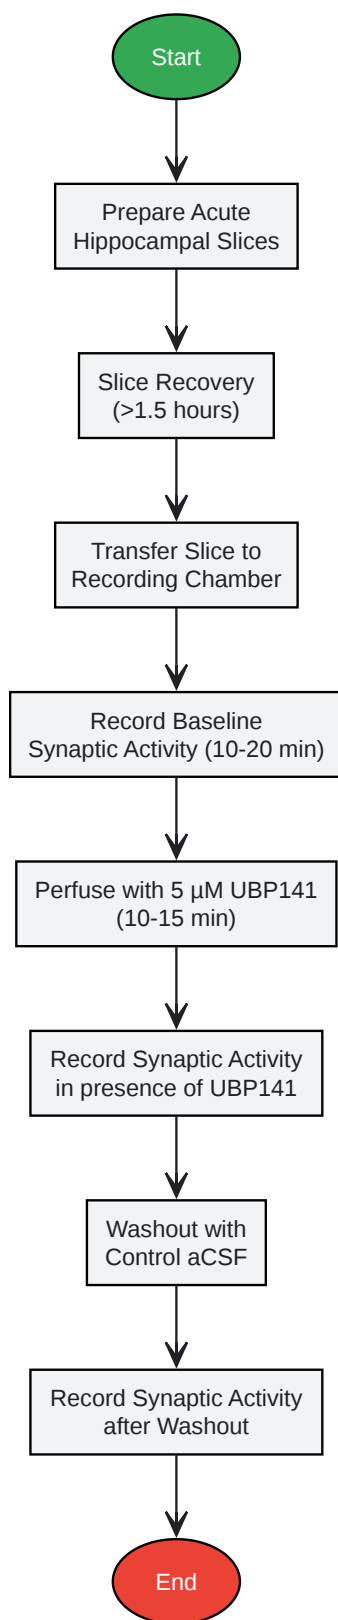 Start
Prepare Acute
Hippocampal Slices
Slice Recovery
(>1.5 hours)
Transfer Slice to
Recording Chamber
Record Baseline
Synaptic Activity (10-20 min)
Perfuse with 5 µM UBP141
(10-15 min)
Record Synaptic Activity
in presence of UBP141
Washout with
Control aCSF
Record Synaptic Activity
after Washout
End